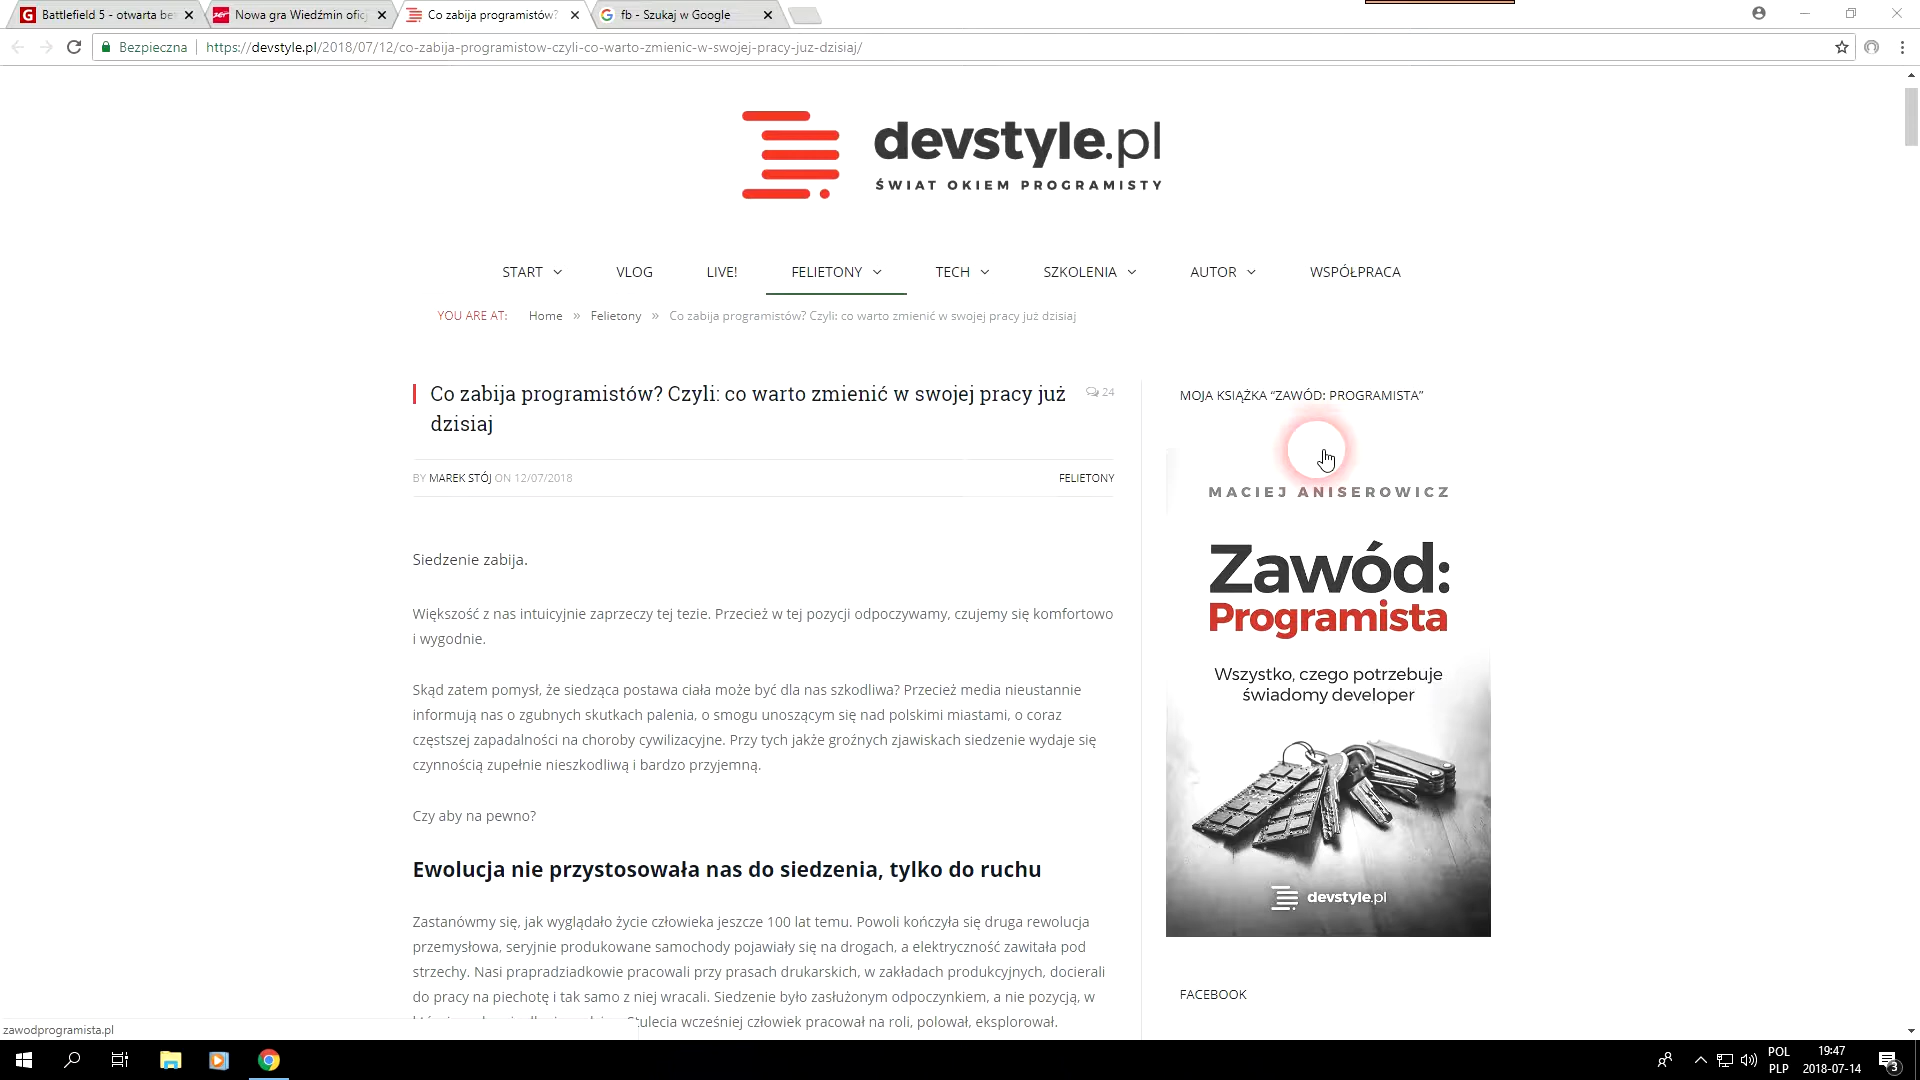 Battlefield 5 - otwarta be
Nowa gra Wiedźmin ofic
Co zabija programistów?
fb - Szukaj w Google
Bezpieczna
https://devstyle.pl/2018/07/12/co-zabija-programistow-czyli-co-warto-zmienic-w-swojej-pracy-juz-dzisiaj/
devstyle.pl
ŚWIAT OKIEM PROGRAMISTY
START VLOG LIVE! FELIETONY TECH SZKOLENIA AUTOR WSPÓŁPRACA
YOU ARE AT: Home » Felietony » Co zabija programistów? Czyli: co warto zmienić w swojej pracy już dzisiaj
Co zabija programistów? Czyli: co warto zmienić w swojej pracy już
dzisiaj
24
BY MAREK STÓJ ON 12/07/2018
FELIETONY
Siedzenie zabija.
Większość z nas intuicyjnie zaprzeczy tej tezie. Przecież w tej pozycji odpoczywamy, czujemy się komfortowo
i wygodnie.
Skąd zatem pomysł, że siedząca postawa ciała może być dla nas szkodliwa? Przecież media nieustannie
informują nas o zgubnych skutkach palenia, o smogu unoszącym się nad polskimi miastami, o coraz
częstszej zapadalności na choroby cywilizacyjne. Przy tych jakże groźnych zjawiskach siedzenie wydaje się
czynnością zupełnie nieszkodliwą i bardzo przyjemną.
Czy aby na pewno?
Ewolucja nie przystosowała nas do siedzenia, tylko do ruchu
Zastanówmy się, jak wyglądało życie człowieka jeszcze 100 lat temu. Powoli kończyła się druga rewolucja
przemysłowa, seryjnie produkowane samochody pojawiały się na drogach, a elektryczność zawitała pod
strzechy. Nasi prapradziadkowie pracowali przy prasach drukarskich, w zakładach produkcyjnych, docierali
do pracy na piechotę i tak samo z niej wracali. Siedzenie było zasłużonym odpoczynkiem, a nie pozycją, w
Stulecia wcześniej człowiek pracował na roli, polował, eksplorował.
MOJA KSIĄŻKA “ZAWÓD: PROGRAMISTA”
MACIEJ ANISEROWICZ
Zawód:
Programista
Wszystko, czego potrzebuje
świadomy developer
devstyle.pl
FACEBOOK
zawodprogramista.pl
POL
PLP
19:47
2018-07-14
3